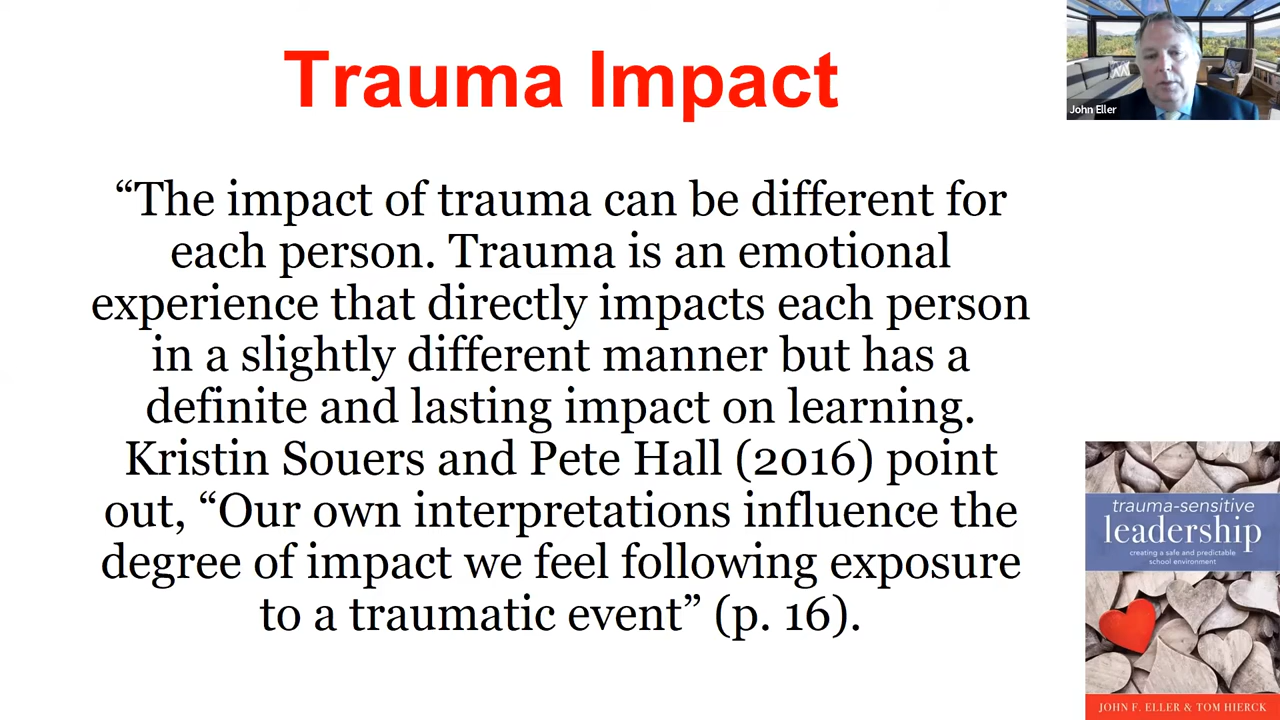 Trauma Impact
John Eller
“The impact of trauma can be different for
each person. Trauma is an emotional
experience that directly impacts each person
in a slightly different manner but has a
definite and lasting impact on learning.
Kristin Souers and Pete Hall (2016) point
out, “Our own interpretations influence the
degree of impact we feel following exposure
to a traumatic event” (p. 16).
trauma-sensitive
leadership
creating a safe and predictable
school environment
JOHN F. ELLER & TOM HIERCK